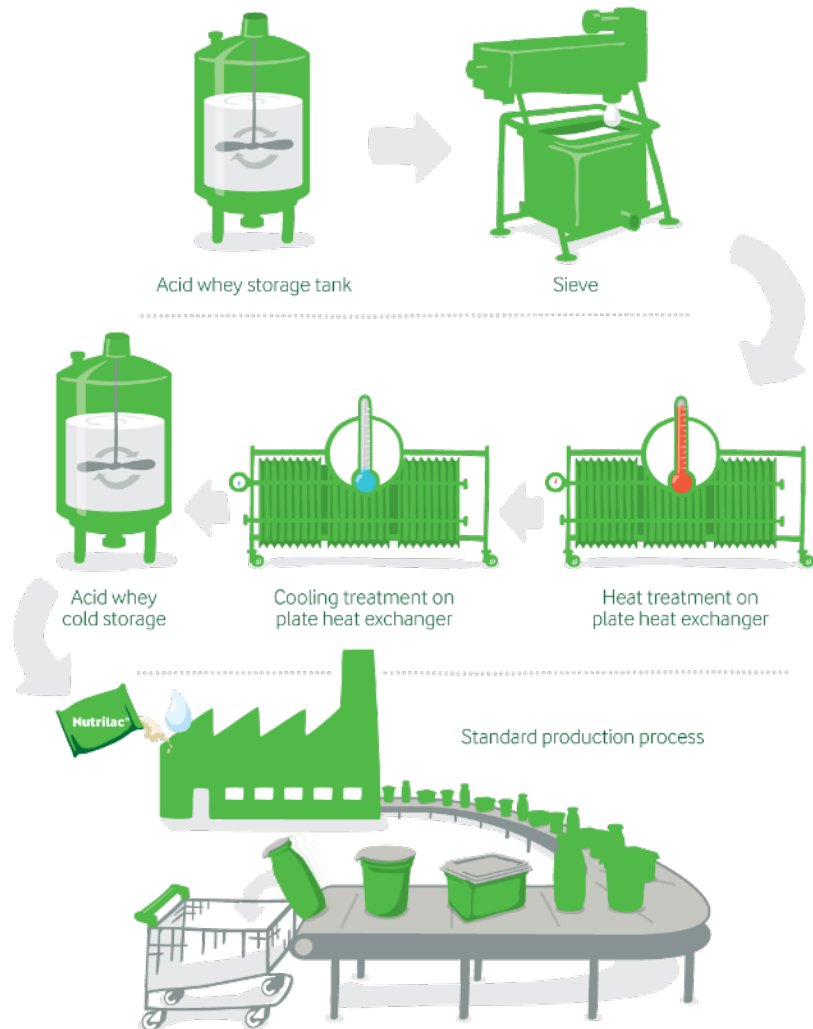 Acid whey storage tank
Sieve
Acid whey
cold storage
Cooling treatment on
plate heat exchanger
Heat treatment on
plate heat exchanger
Nutrilac®
Standard production process